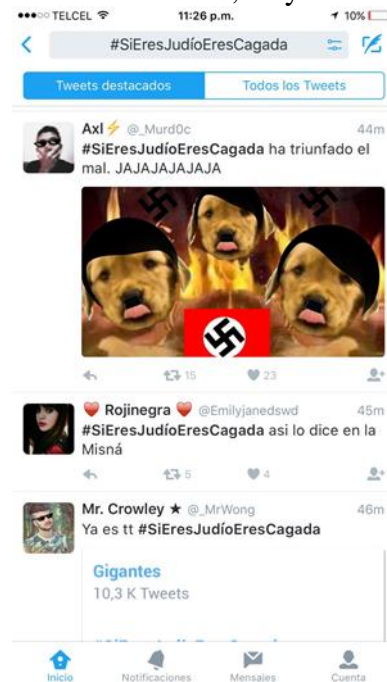 TELCEL 11:26 p.m. 10%
#SiEresJudíoEresCagada
Tweets destacados Todos los Tweets
Axl⚡ @_Murd0c 44m
#SiEresJudíoEresCagada ha triunfado el
mal. JAJAJAJAJAJA
15 23
Rojinegra @Emilyjanedswd 45m
#SiEresJudíoEresCagada asi lo dice en la
Misná
5 4
Mr. Crowley ★ @_MrWong 46m
Ya es tt #SiEresJudíoEresCagada
Gigantes
10,3 K Tweets
Inicio Notificaciones Mensajes Cuenta